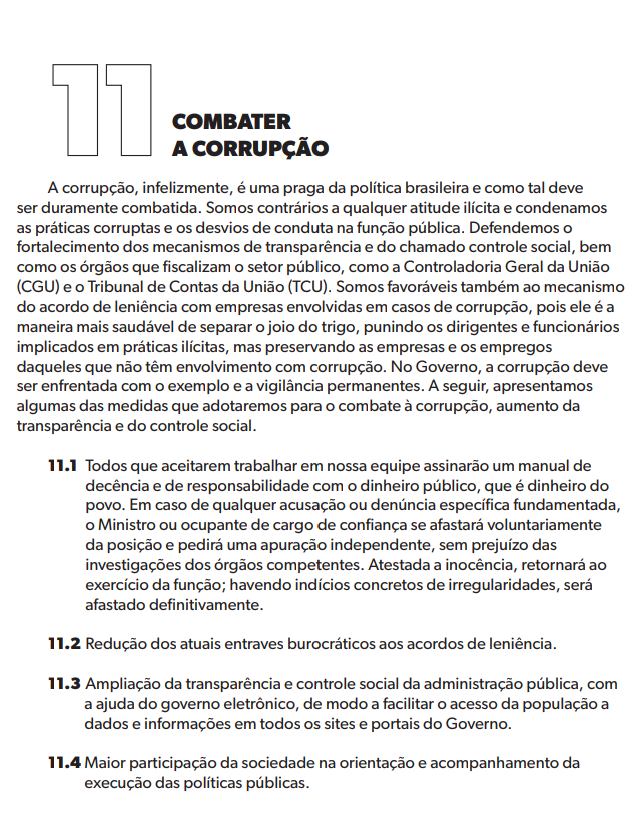 11
COMBATER
A CORRUPÇÃO
A corrupção, infelizmente, é uma praga da política brasileira e como tal deve
ser duramente combatida. Somos contrários a qualquer atitude ilícita e condenamos
as práticas corruptas e os desvios de conduta na função pública. Defendemos o
fortalecimento dos mecanismos de transparência e do chamado controle social, bem
como os órgãos que fiscalizam o setor público, como a Controladoria Geral da União
(CGU) e o Tribunal de Contas da União (TCU). Somos favoráveis também ao mecanismo
do acordo de leniência com empresas envolvidas em casos de corrupção, pois ele é a
maneira mais saudável de separar o joio do trigo, punindo os dirigentes e funcionários
implicados em práticas ilícitas, mas preservando as empresas e os empregos
daqueles que não têm envolvimento com corrupção. No Governo, a corrupção deve
ser enfrentada com o exemplo e a vigilância permanentes. A seguir, apresentamos
algumas das medidas que adotaremos para o combate à corrupção, aumento da
transparência e do controle social.
11.1 Todos que aceitarem trabalhar em nossa equipe assinarão um manual de
decência e de responsabilidade com o dinheiro público, que é dinheiro do
povo. Em caso de qualquer acusação ou denúncia específica fundamentada,
o Ministro ou ocupante de cargo de confiança se afastará voluntariamente
da posição e pedirá uma apuração independente, sem prejuízo das
investigações dos órgãos competentes. Atestada a inocência, retornará ao
exercício da função; havendo indícios concretos de irregularidades, será
afastado definitivamente.
11.2 Redução dos atuais entraves burocráticos aos acordos de leniência.
11.3 Ampliação da transparência e controle social da administração pública, com
a ajuda do governo eletrônico, de modo a facilitar o acesso da população a
dados e informações em todos os sites e portais do Governo.
11.4 Maior participação da sociedade na orientação e acompanhamento da
execução das políticas públicas.